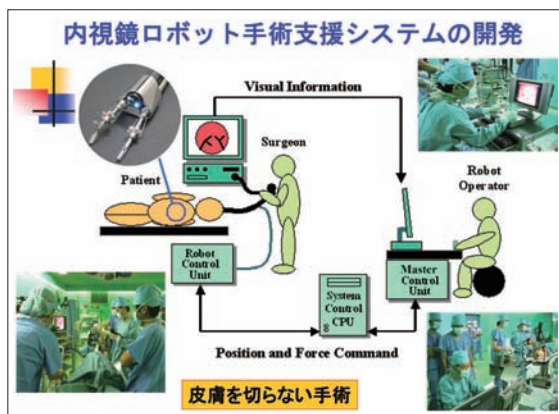 内視鏡ロボット手術支援システムの開発
Visual Information
Surgeon
Patient
Robot
Operator
Robot
Control
Unit
Master
Control
Unit
System
Control
CPU
Position and Force Command
皮膚を切らない手術